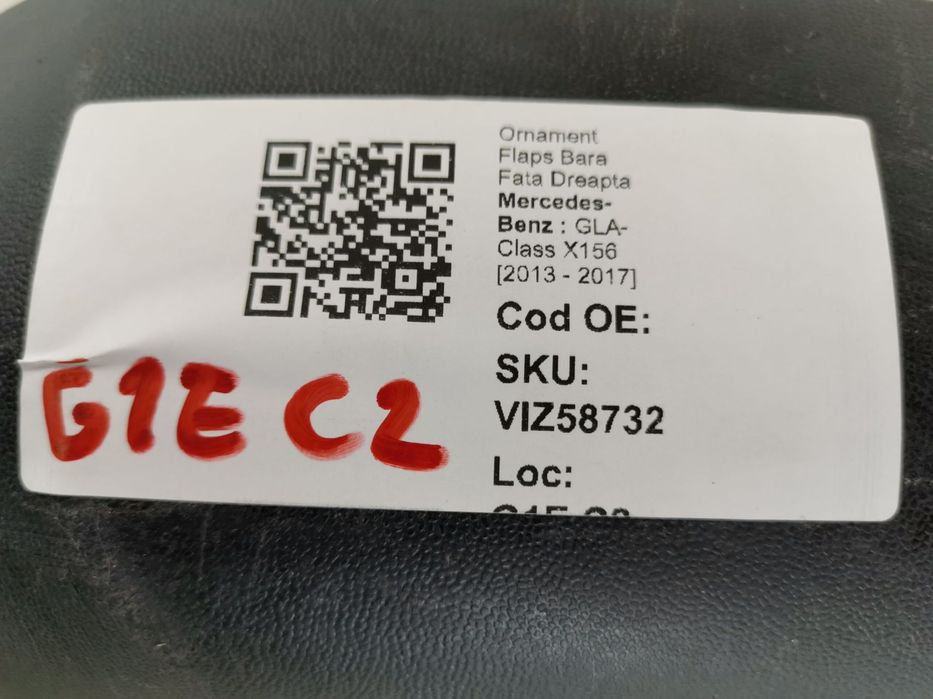 Ornament
Flaps Bara
Fata Dreapta
Mercedes-
Benz : GLA-
Class X156
[2013 - 2017]
Cod OE:
SKU:
VIZ58732
Loc:
G1E C2